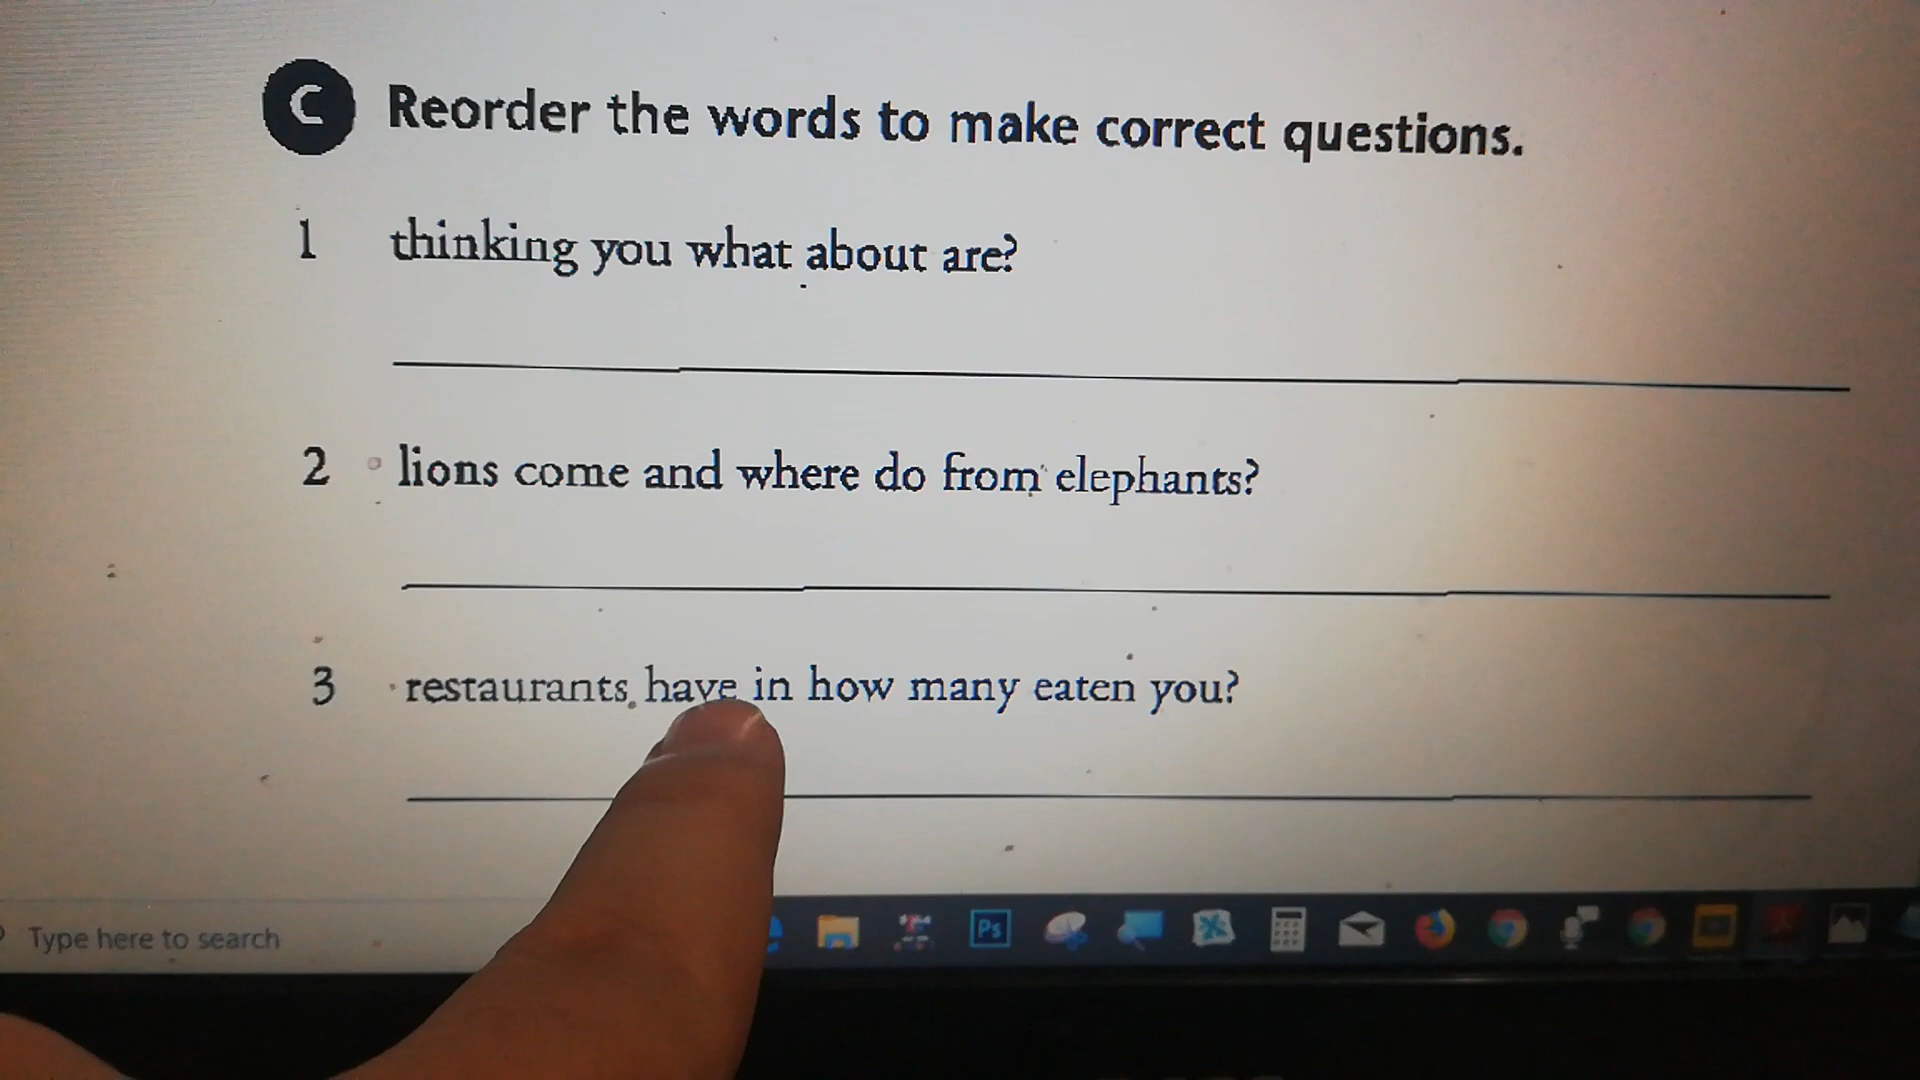 C Reorder the words to make correct questions.
1 thinking you what about are?
2 lions come and where do from elephants?
3 restaurants have in how many eaten you?
Type here to search
Ps